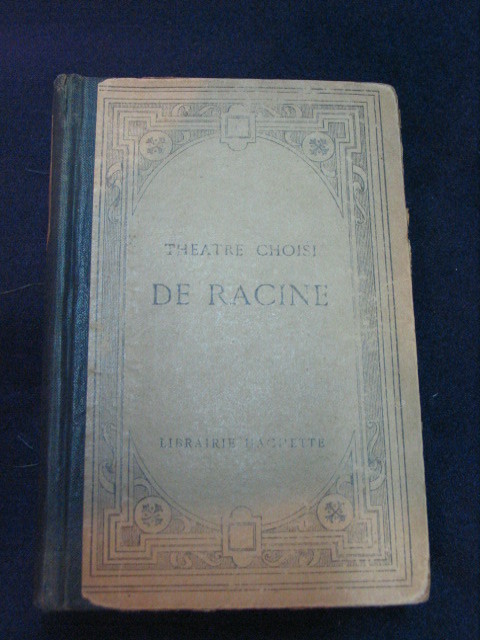 THEATRE CHOISI
DE RACINE
LIBRAIRIE HACHETTE